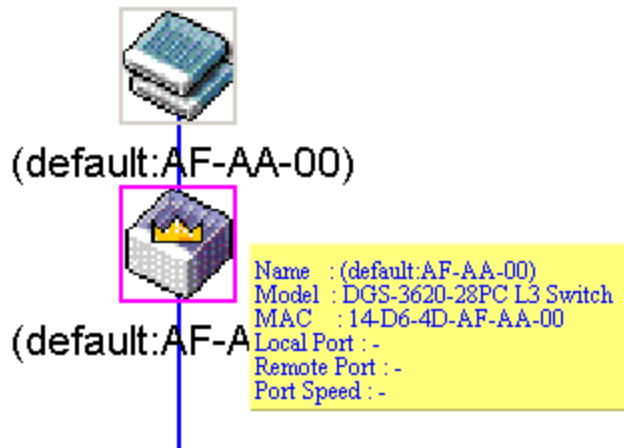 (default:AF-AA-00)
Name : (default:AF-AA-00)
Model : DGS-3620-28PC L3 Switch
MAC : 14-D6-4D-AF-AA-00
(default:AF-A
Local Port : -
Remote Port : -
Port Speed : -